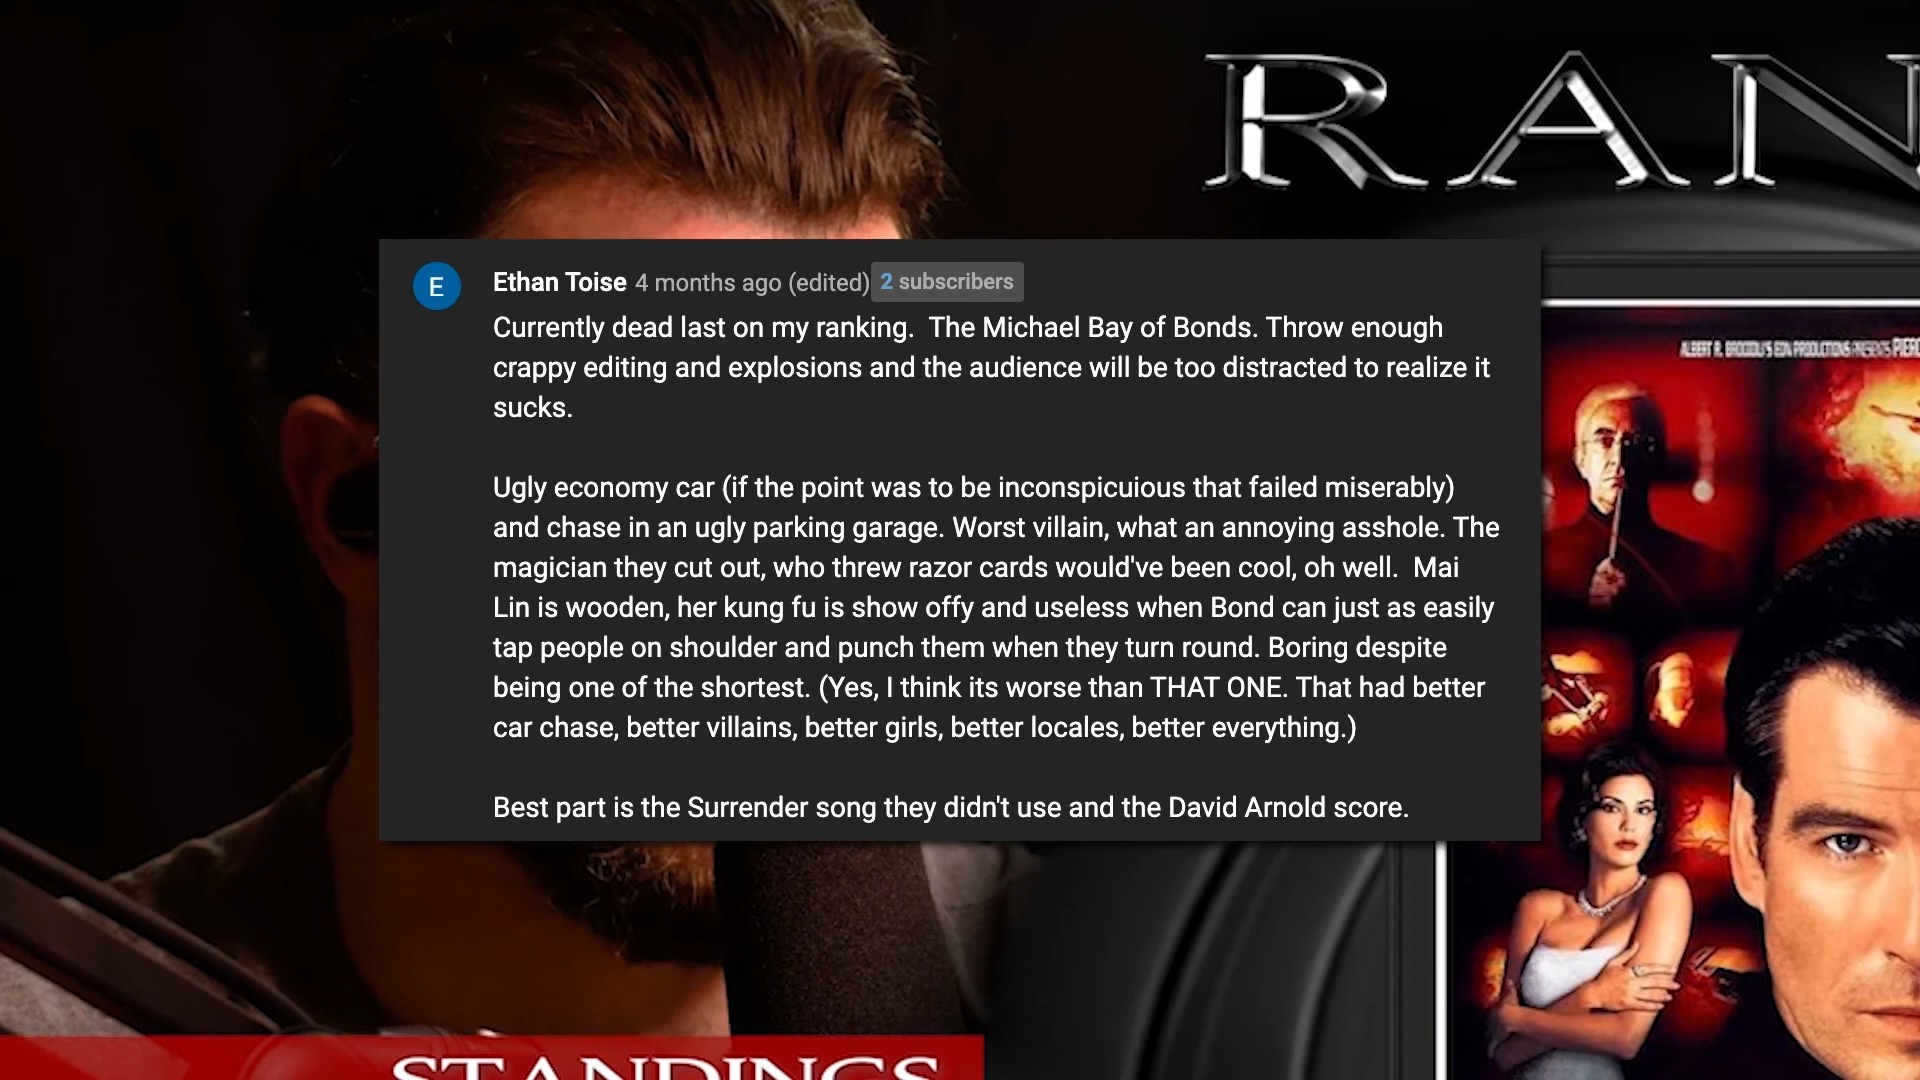 RAN
E
Ethan Toise 4 months ago (edited) 2 subscribers
Currently dead last on my ranking.  The Michael Bay of Bonds. Throw enough
crappy editing and explosions and the audience will be too distracted to realize it
sucks.
Ugly economy car (if the point was to be inconspicuious that failed miserably)
and chase in an ugly parking garage. Worst villain, what an annoying asshole. The
magician they cut out, who threw razor cards would've been cool, oh well.  Mai
Lin is wooden, her kung fu is show offy and useless when Bond can just as easily
tap people on shoulder and punch them when they turn round. Boring despite
being one of the shortest. (Yes, I think its worse than THAT ONE. That had better
car chase, better villains, better girls, better locales, better everything.)
Best part is the Surrender song they didn't use and the David Arnold score.
ALBERT R. BROCCOLI'S EON PRODUCTIONS PRESENTS PIERC
STANDINGS